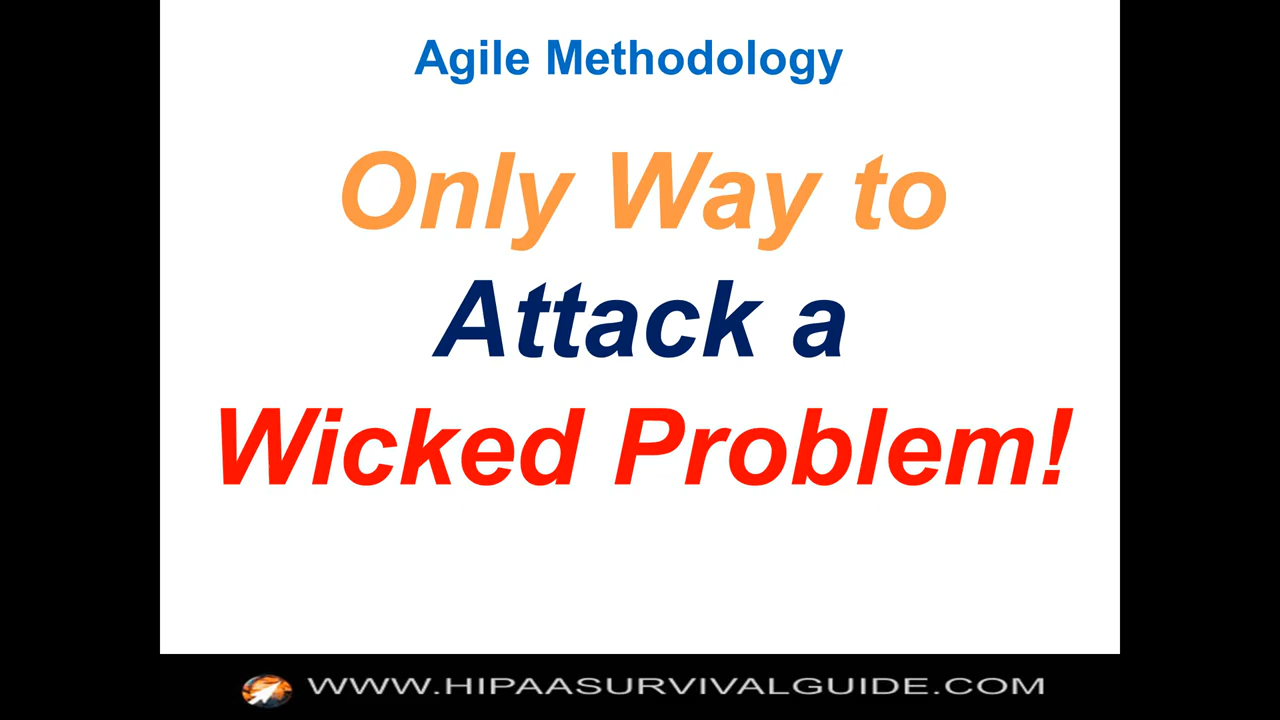 Agile Methodology
Only Way to
Attack a
Wicked Problem!
WWW.HIPAASURVIVALGUIDE.COM